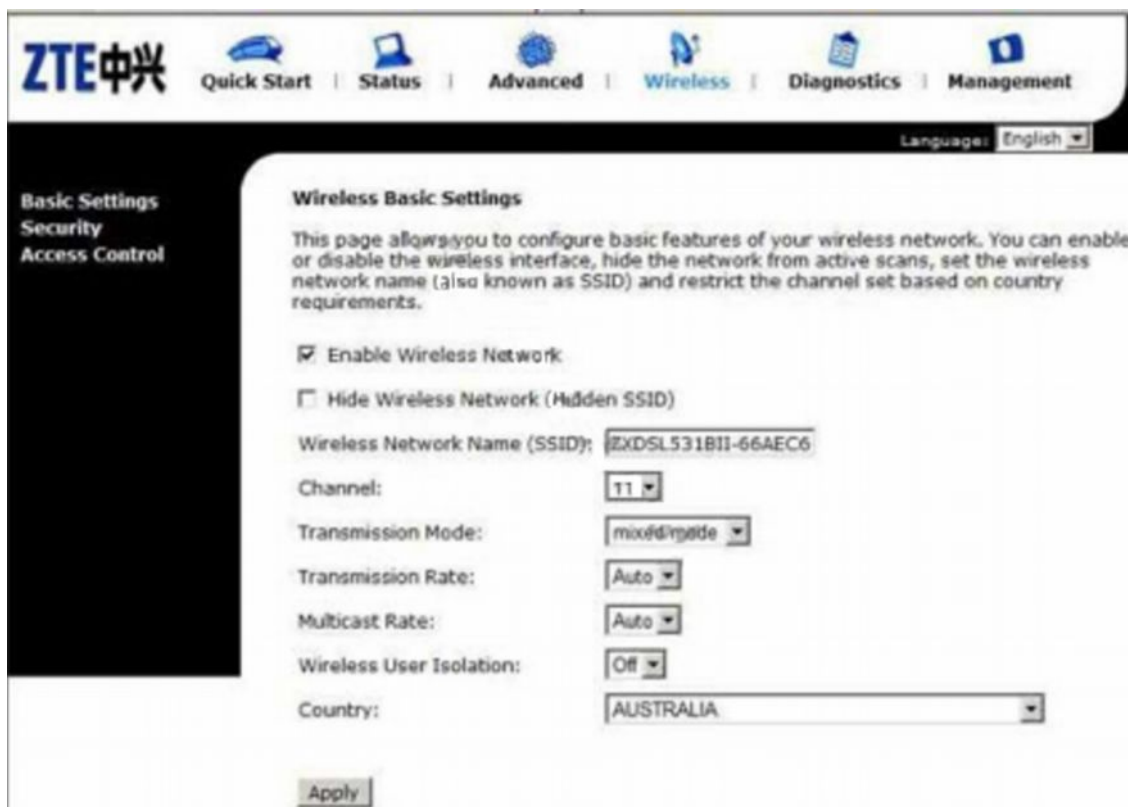 ZTE中兴
Quick Start | Status | Advanced | Wireless | Diagnostics | Management
Language: English
Basic Settings
Security
Access Control
Wireless Basic Settings
This page allows you to configure basic features of your wireless network. You can enable
or disable the wireless interface, hide the network from active scans, set the wireless
network name (also known as SSID) and restrict the channel set based on country
requirements.
Enable Wireless Network
Hide Wireless Network (Hidden SSID)
Wireless Network Name (SSID):
Channel: 11
Transmission Mode: mixed mode
Transmission Rate: Auto
Multicast Rate: Auto
Wireless User Isolation: Off
Country: AUSTRALIA
Apply